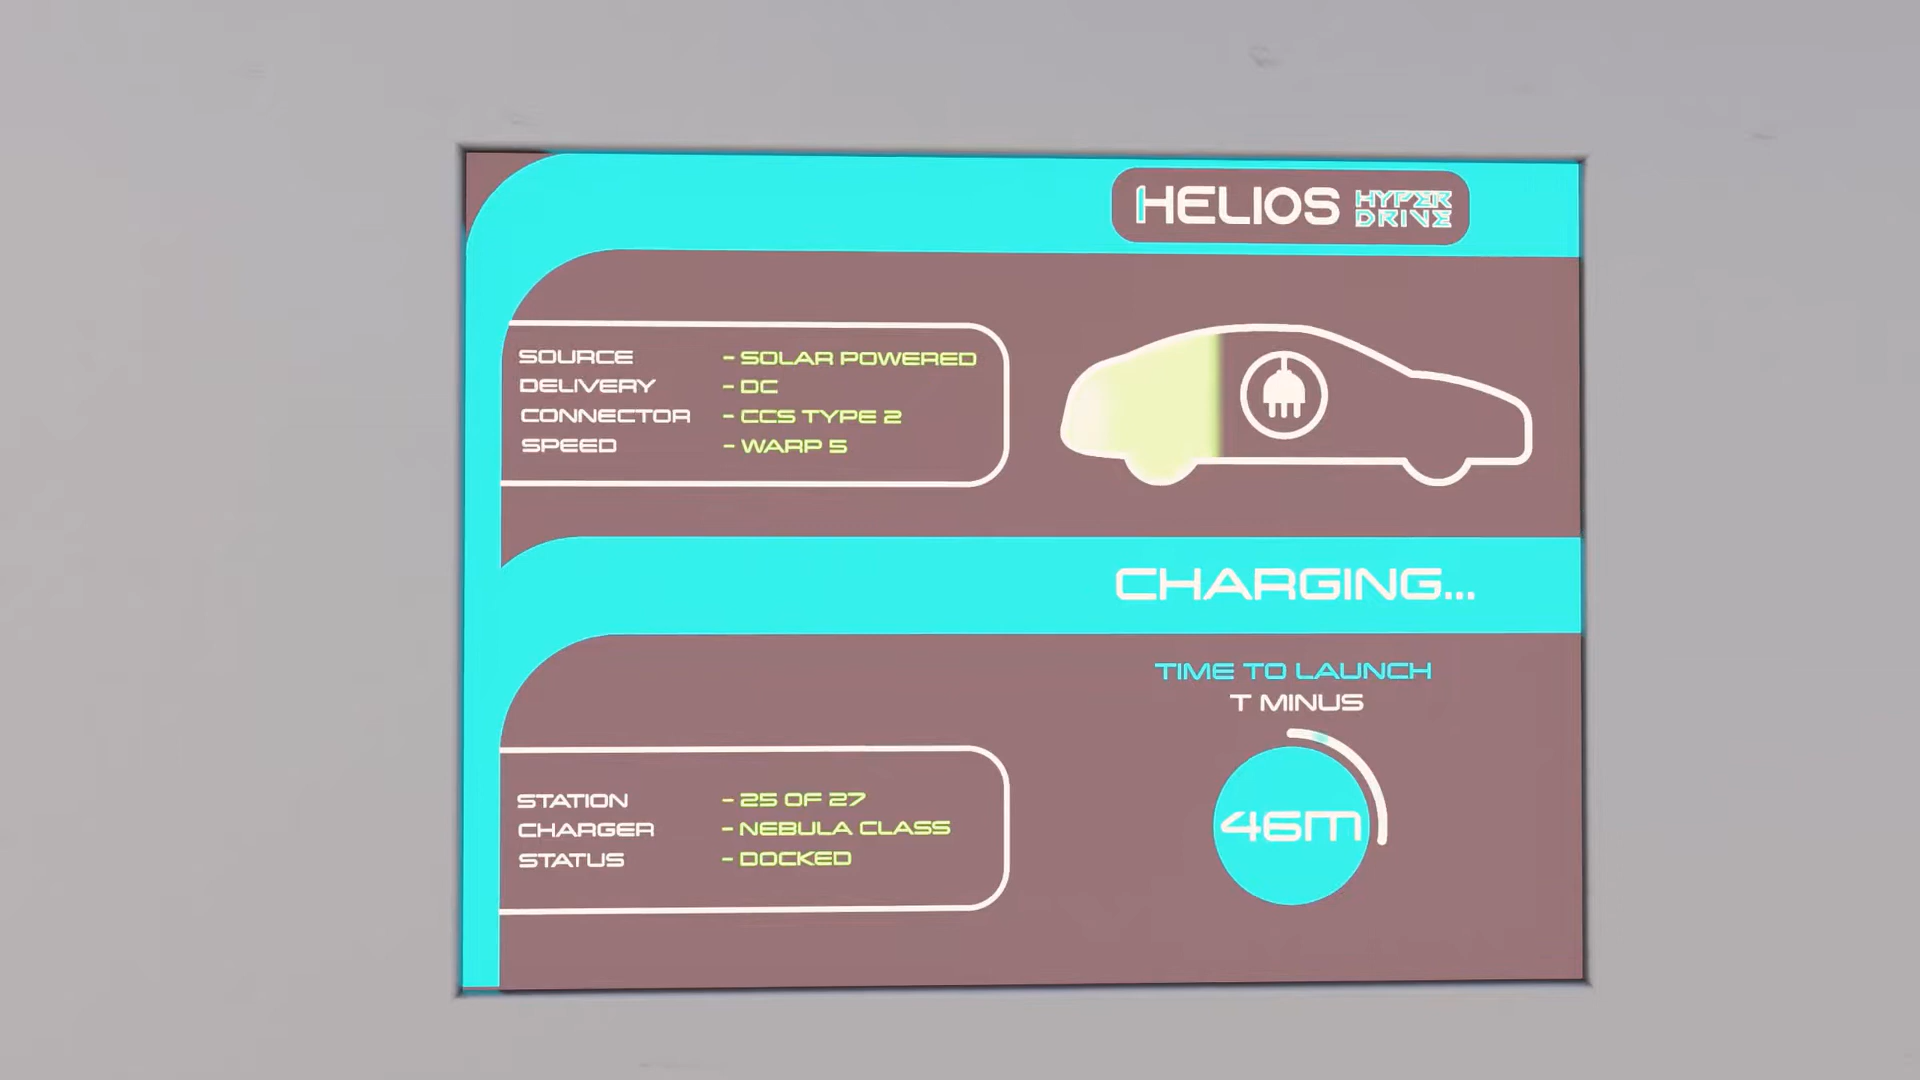 HELIOS HYPER DRIVE
SOURCE - SOLAR POWERED
DELIVERY - DC
CONNECTOR - CCS TYPE 2
SPEED - WARP 5
CHARGING...
TIME TO LAUNCH
T MINUS
46M
STATION - 25 OF 27
CHARGER - NEBULA CLASS
STATUS - DOCKED